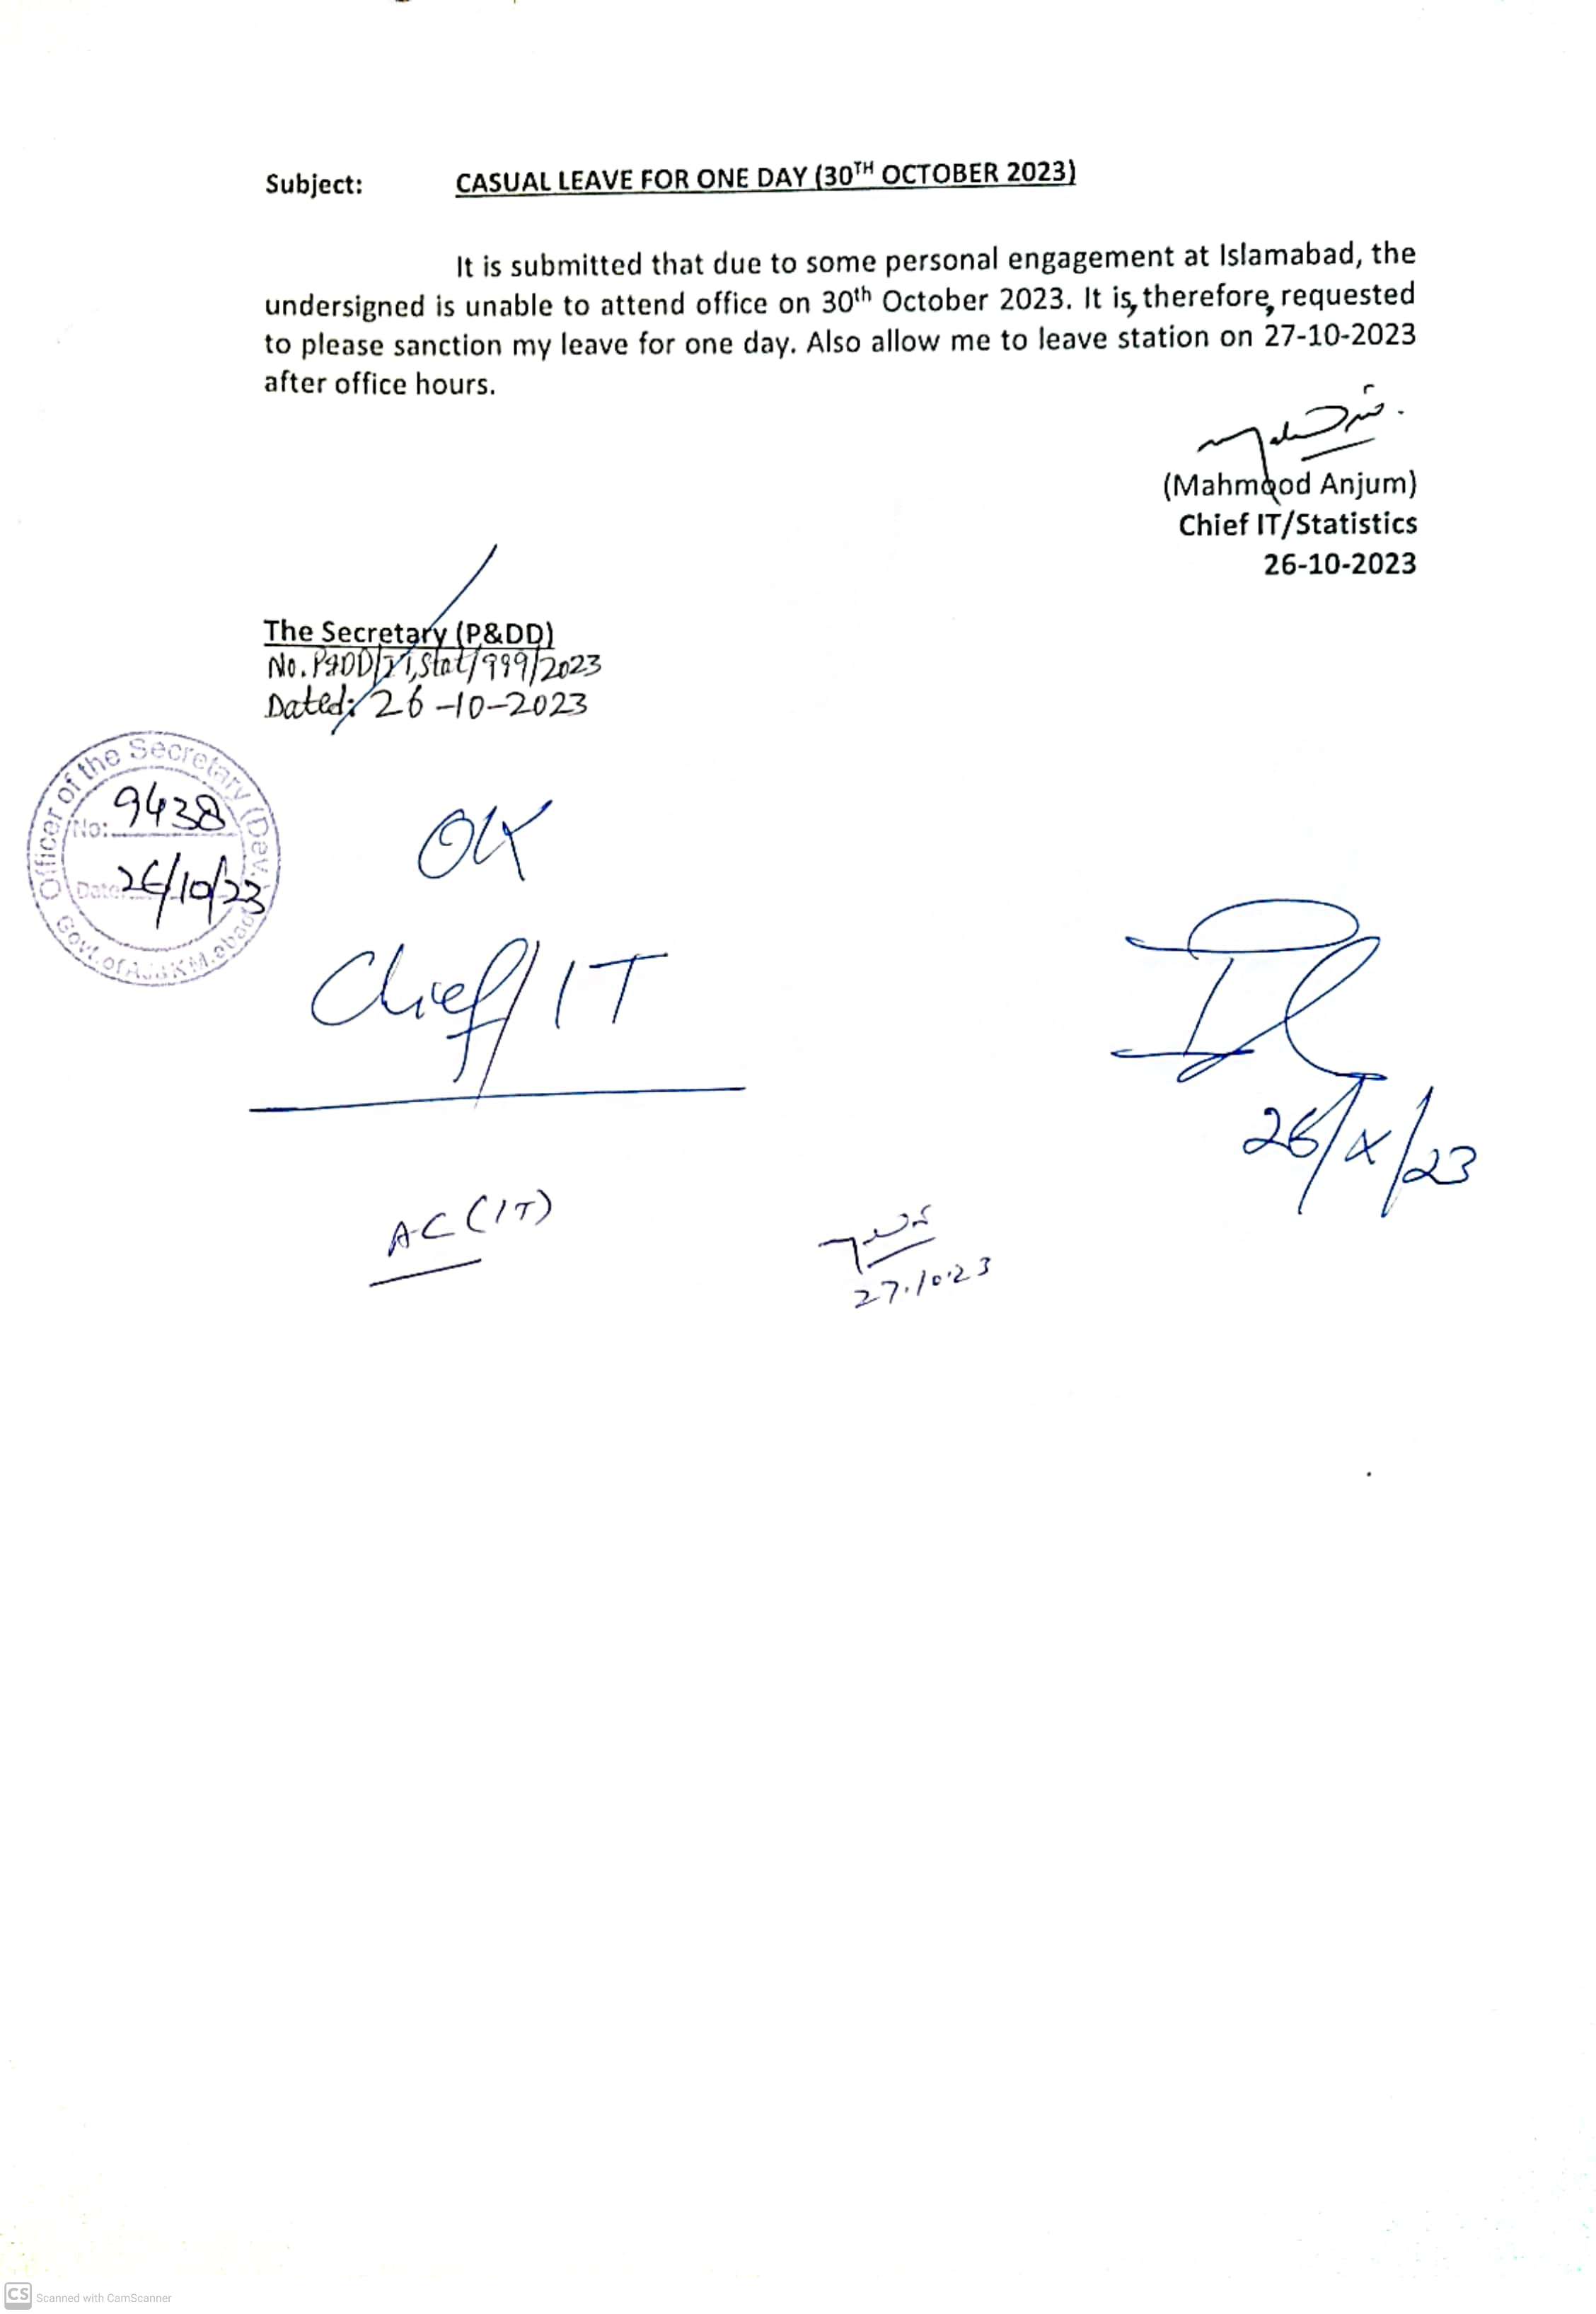 Subject: CASUAL LEAVE FOR ONE DAY (30TH OCTOBER 2023)
It is submitted that due to some personal engagement at Islamabad, the
undersigned is unable to attend office on 30th October 2023. It is, therefore, requested
to please sanction my leave for one day. Also allow me to leave station on 27-10-2023
after office hours.
(Mahmood Anjum)
Chief IT/Statistics
26-10-2023
The Secretary (P&DD)
No. P&DD/IT,Stat/999/2023
Dated: 26-10-2023
Officer of the Secretary (Dev.)
No: 9438
Date 26/10/23
Govt. of AJ&K M.abad
OK
Chief/IT
26/X/23
AC (IT)
27.10.23
CS Scanned with CamScanner